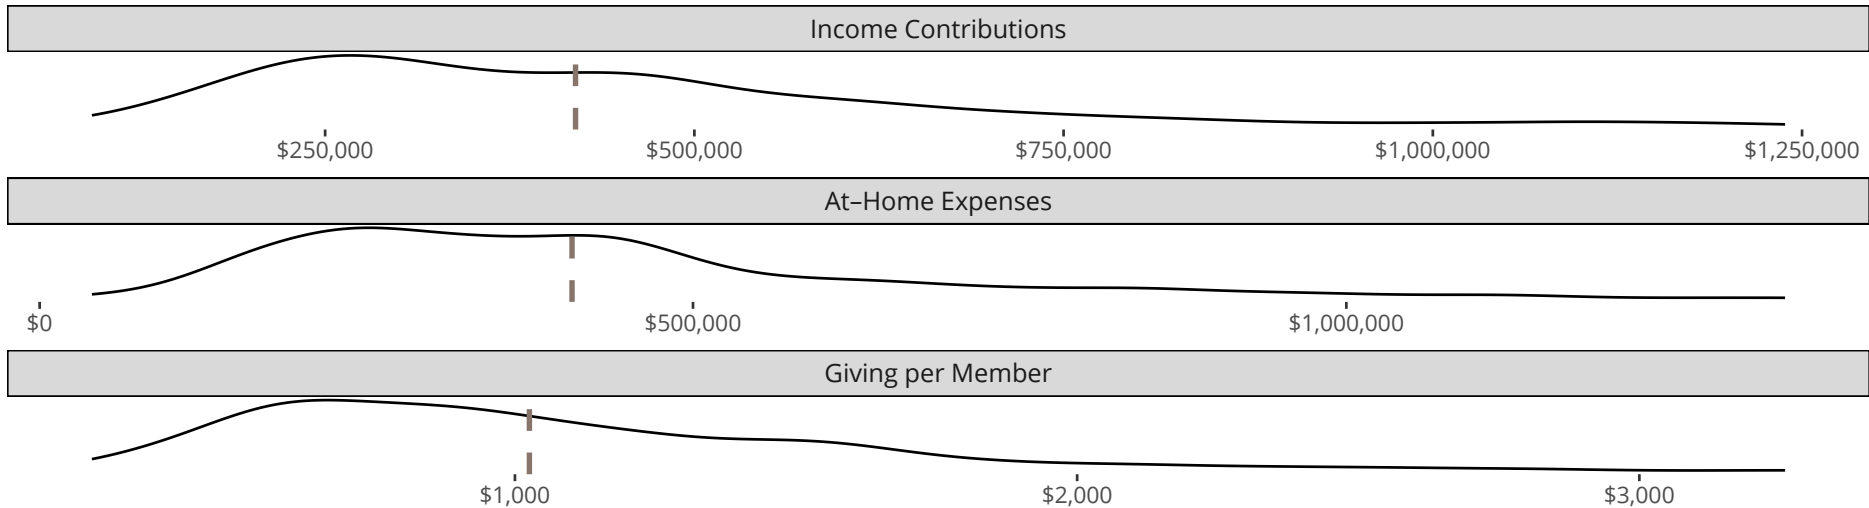 Income Contributions
$250,000 $500,000 $750,000 $1,000,000 $1,250,000
At–Home Expenses
$0 $500,000 $1,000,000
Giving per Member
$1,000 $2,000 $3,000